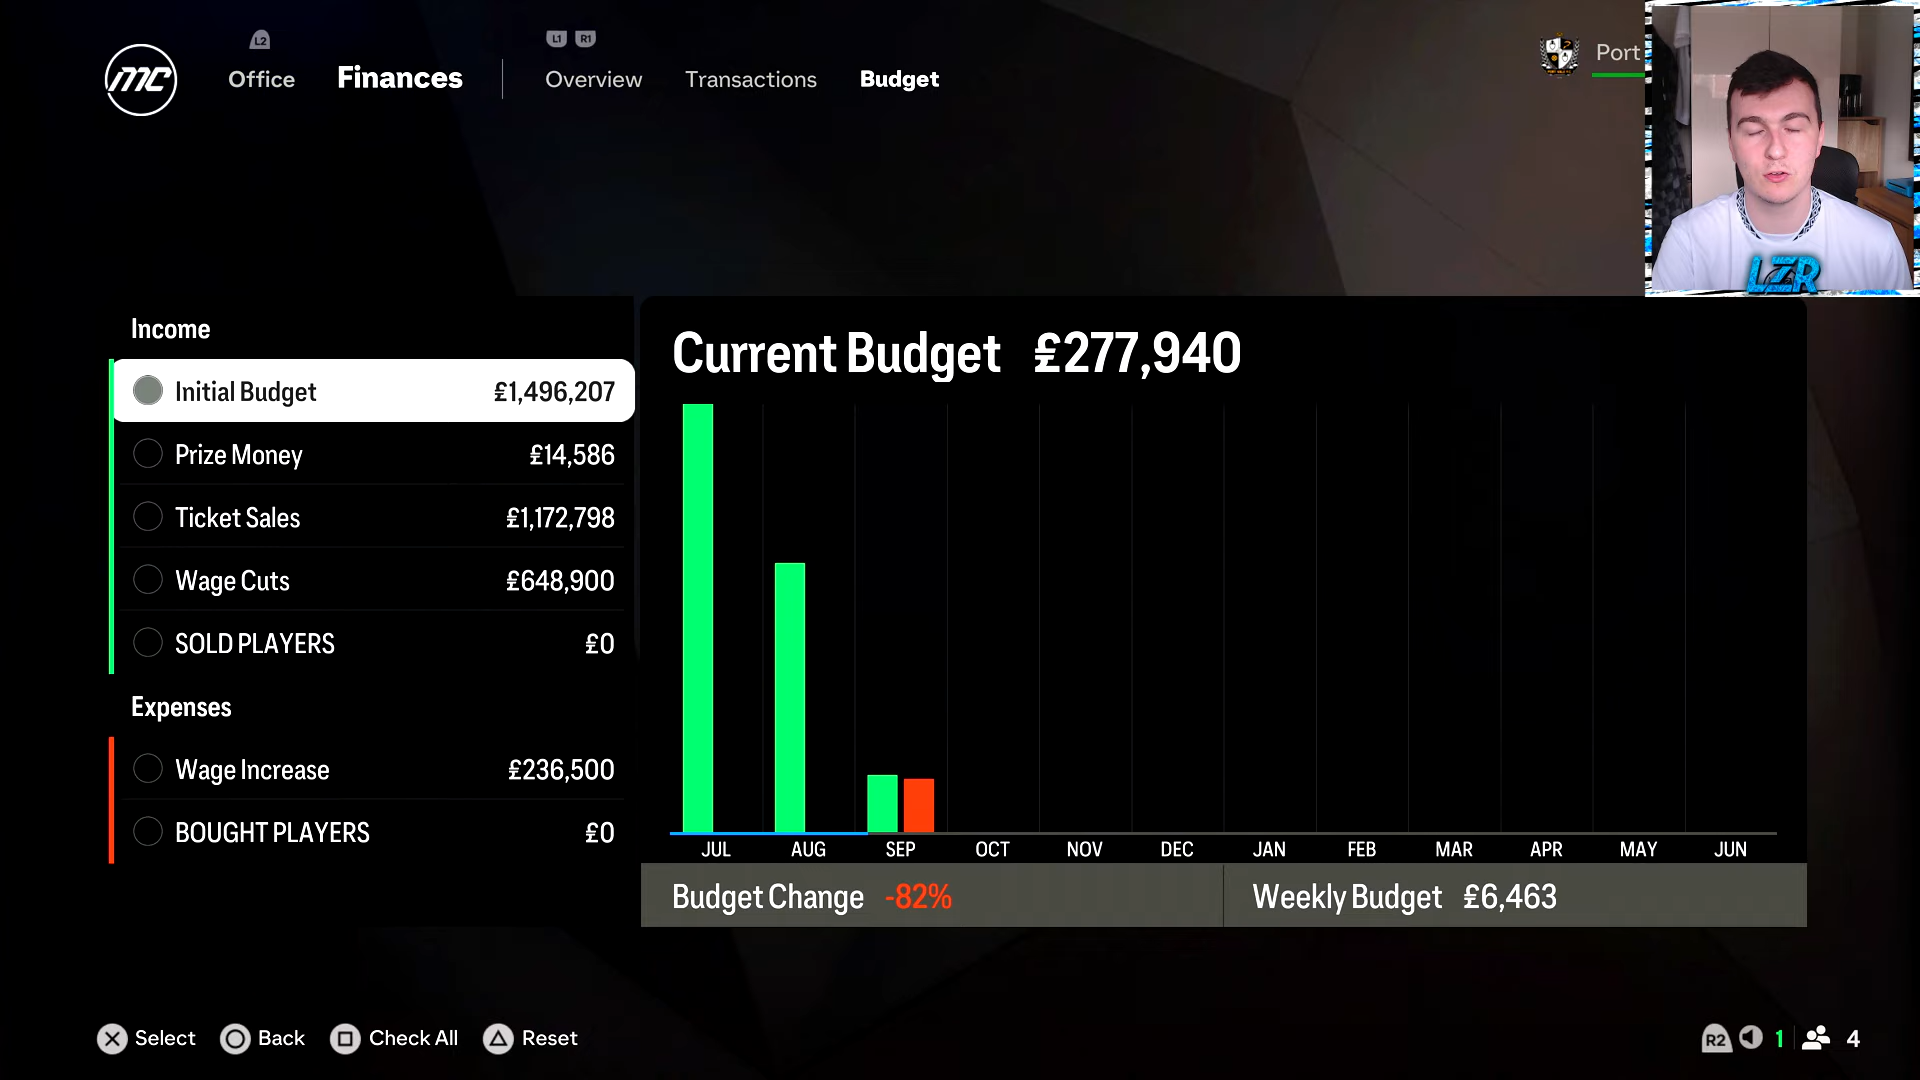 L2
L1 R1
MC
Office
Finances
Overview
Transactions
Budget
Port
LZR
Income
Initial Budget £1,496,207
Prize Money £14,586
Ticket Sales £1,172,798
Wage Cuts £648,900
SOLD PLAYERS £0
Expenses
Wage Increase £236,500
BOUGHT PLAYERS £0
Current Budget £277,940
JUL AUG SEP OCT NOV DEC JAN FEB MAR APR MAY JUN
Budget Change -82%
Weekly Budget £6,463
Select Back Check All Reset
R2 1 4